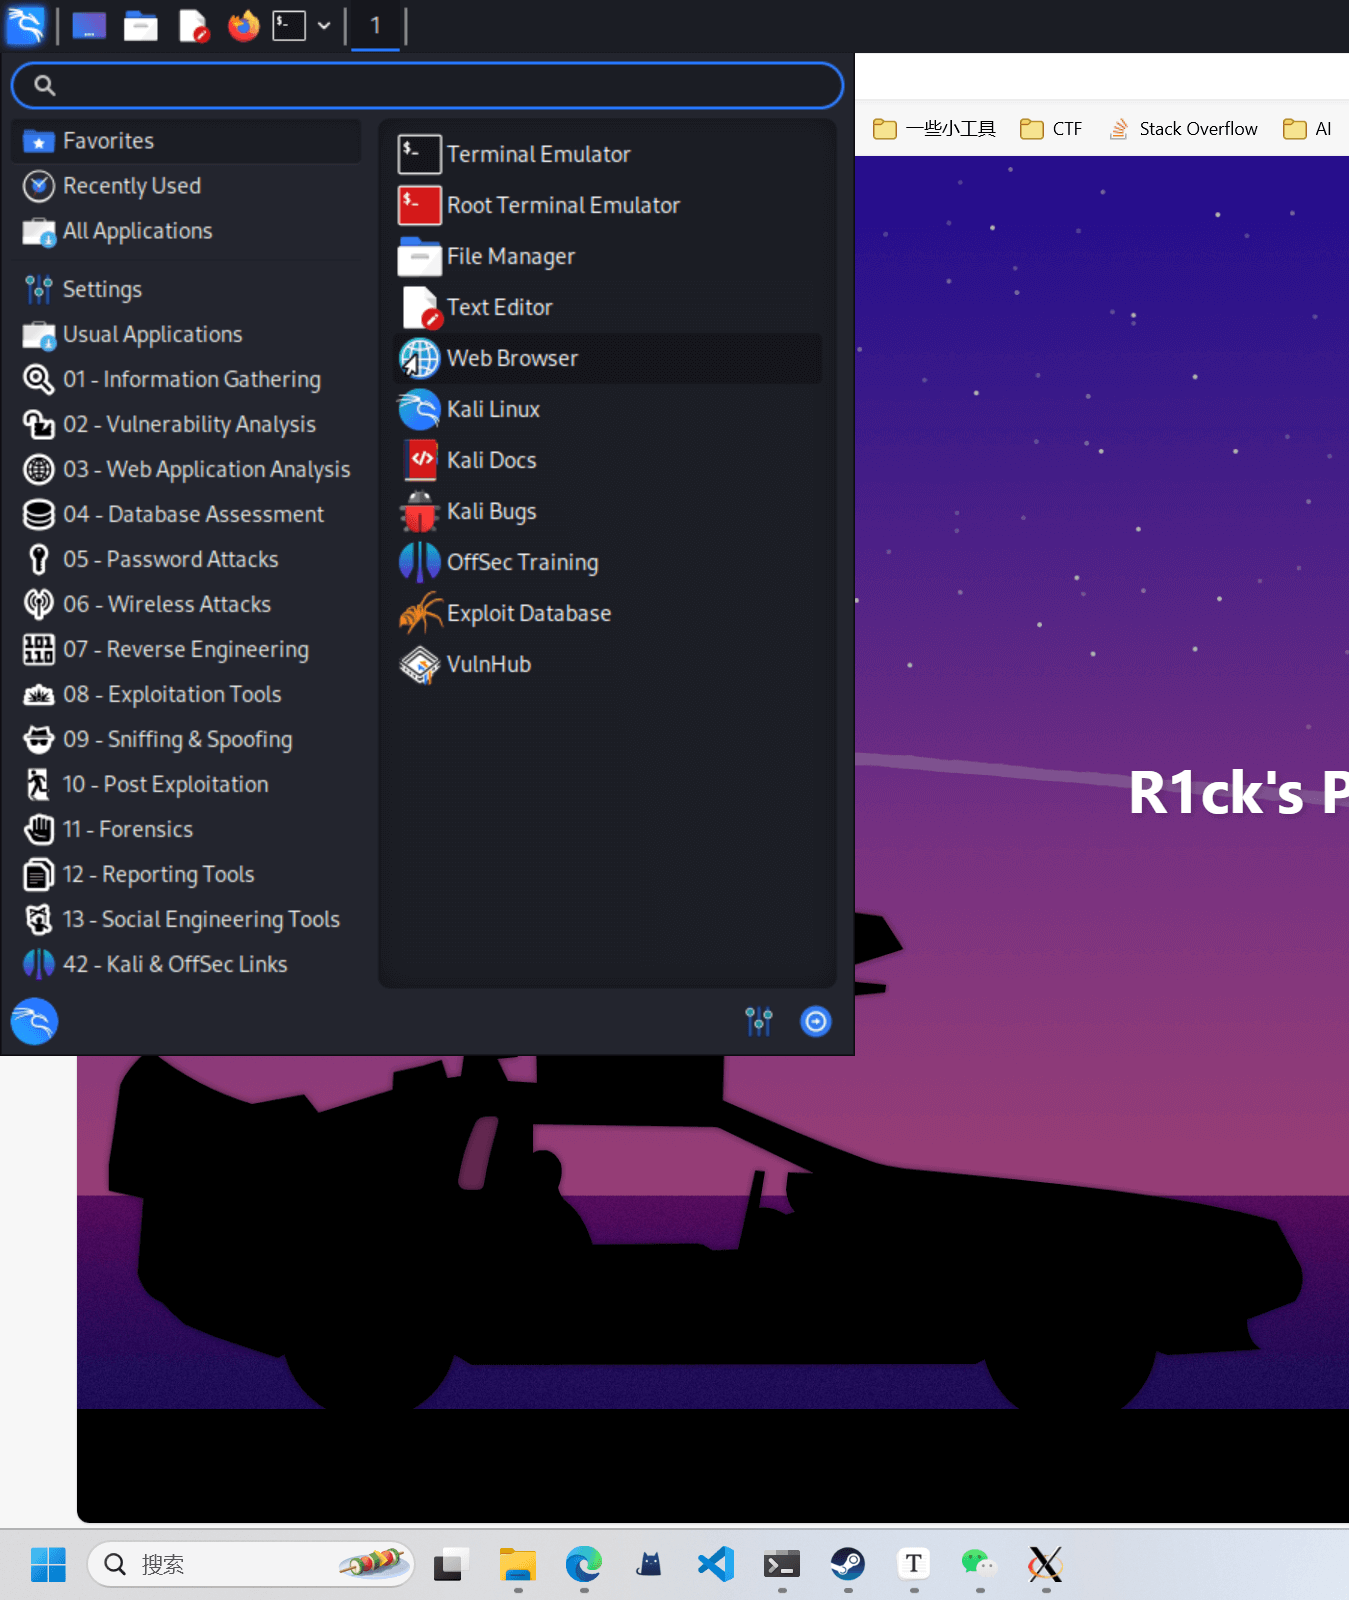 1
Favorites
Recently Used
All Applications
Settings
Usual Applications
01 - Information Gathering
02 - Vulnerability Analysis
03 - Web Application Analysis
04 - Database Assessment
05 - Password Attacks
06 - Wireless Attacks
07 - Reverse Engineering
08 - Exploitation Tools
09 - Sniffing & Spoofing
10 - Post Exploitation
11 - Forensics
12 - Reporting Tools
13 - Social Engineering Tools
42 - Kali & OffSec Links
Terminal Emulator
Root Terminal Emulator
File Manager
Text Editor
Web Browser
Kali Linux
Kali Docs
Kali Bugs
OffSec Training
Exploit Database
VulnHub
一些小工具 CTF Stack Overflow AI
R1ck's P
搜索